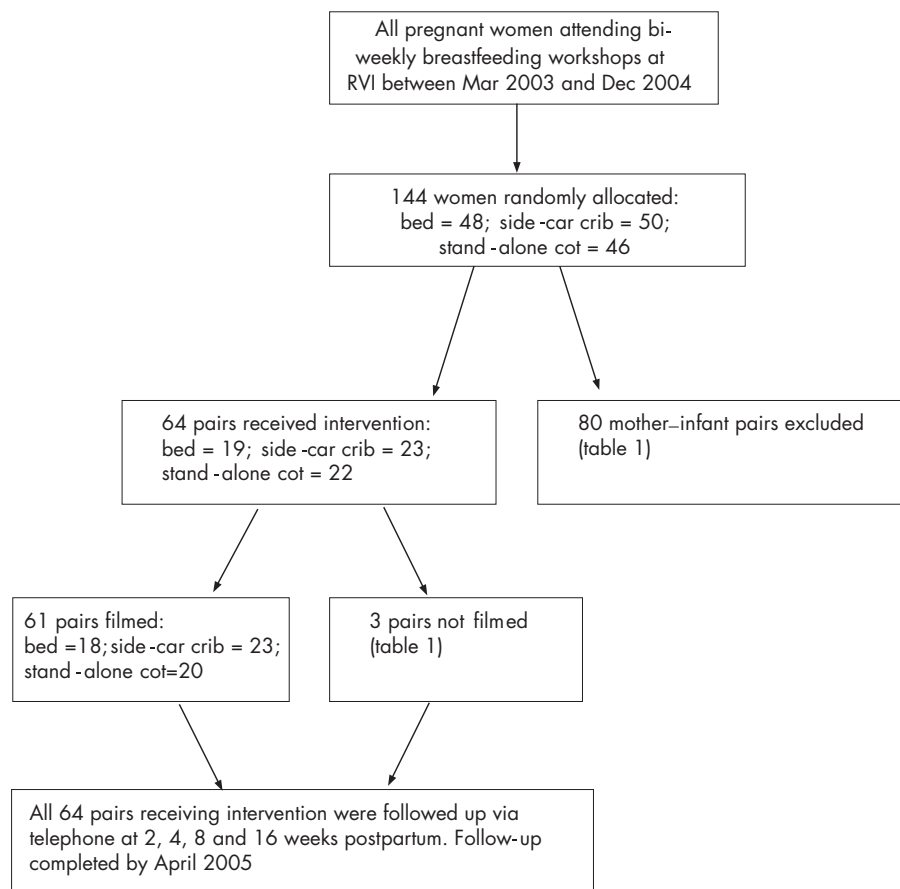 All pregnant women attending bi-
weekly breastfeeding workshops at
RVI between Mar 2003 and Dec 2004
144 women randomly allocated:
bed = 48; side-car crib = 50;
stand-alone cot = 46
64 pairs received intervention:
bed = 19; side-car crib = 23;
stand-alone cot = 22
80 mother–infant pairs excluded
(table 1)
61 pairs filmed:
bed =18; side-car crib = 23;
stand-alone cot=20
3 pairs not filmed
(table 1)
All 64 pairs receiving intervention were followed up via
telephone at 2, 4, 8 and 16 weeks postpartum. Follow-up
completed by April 2005